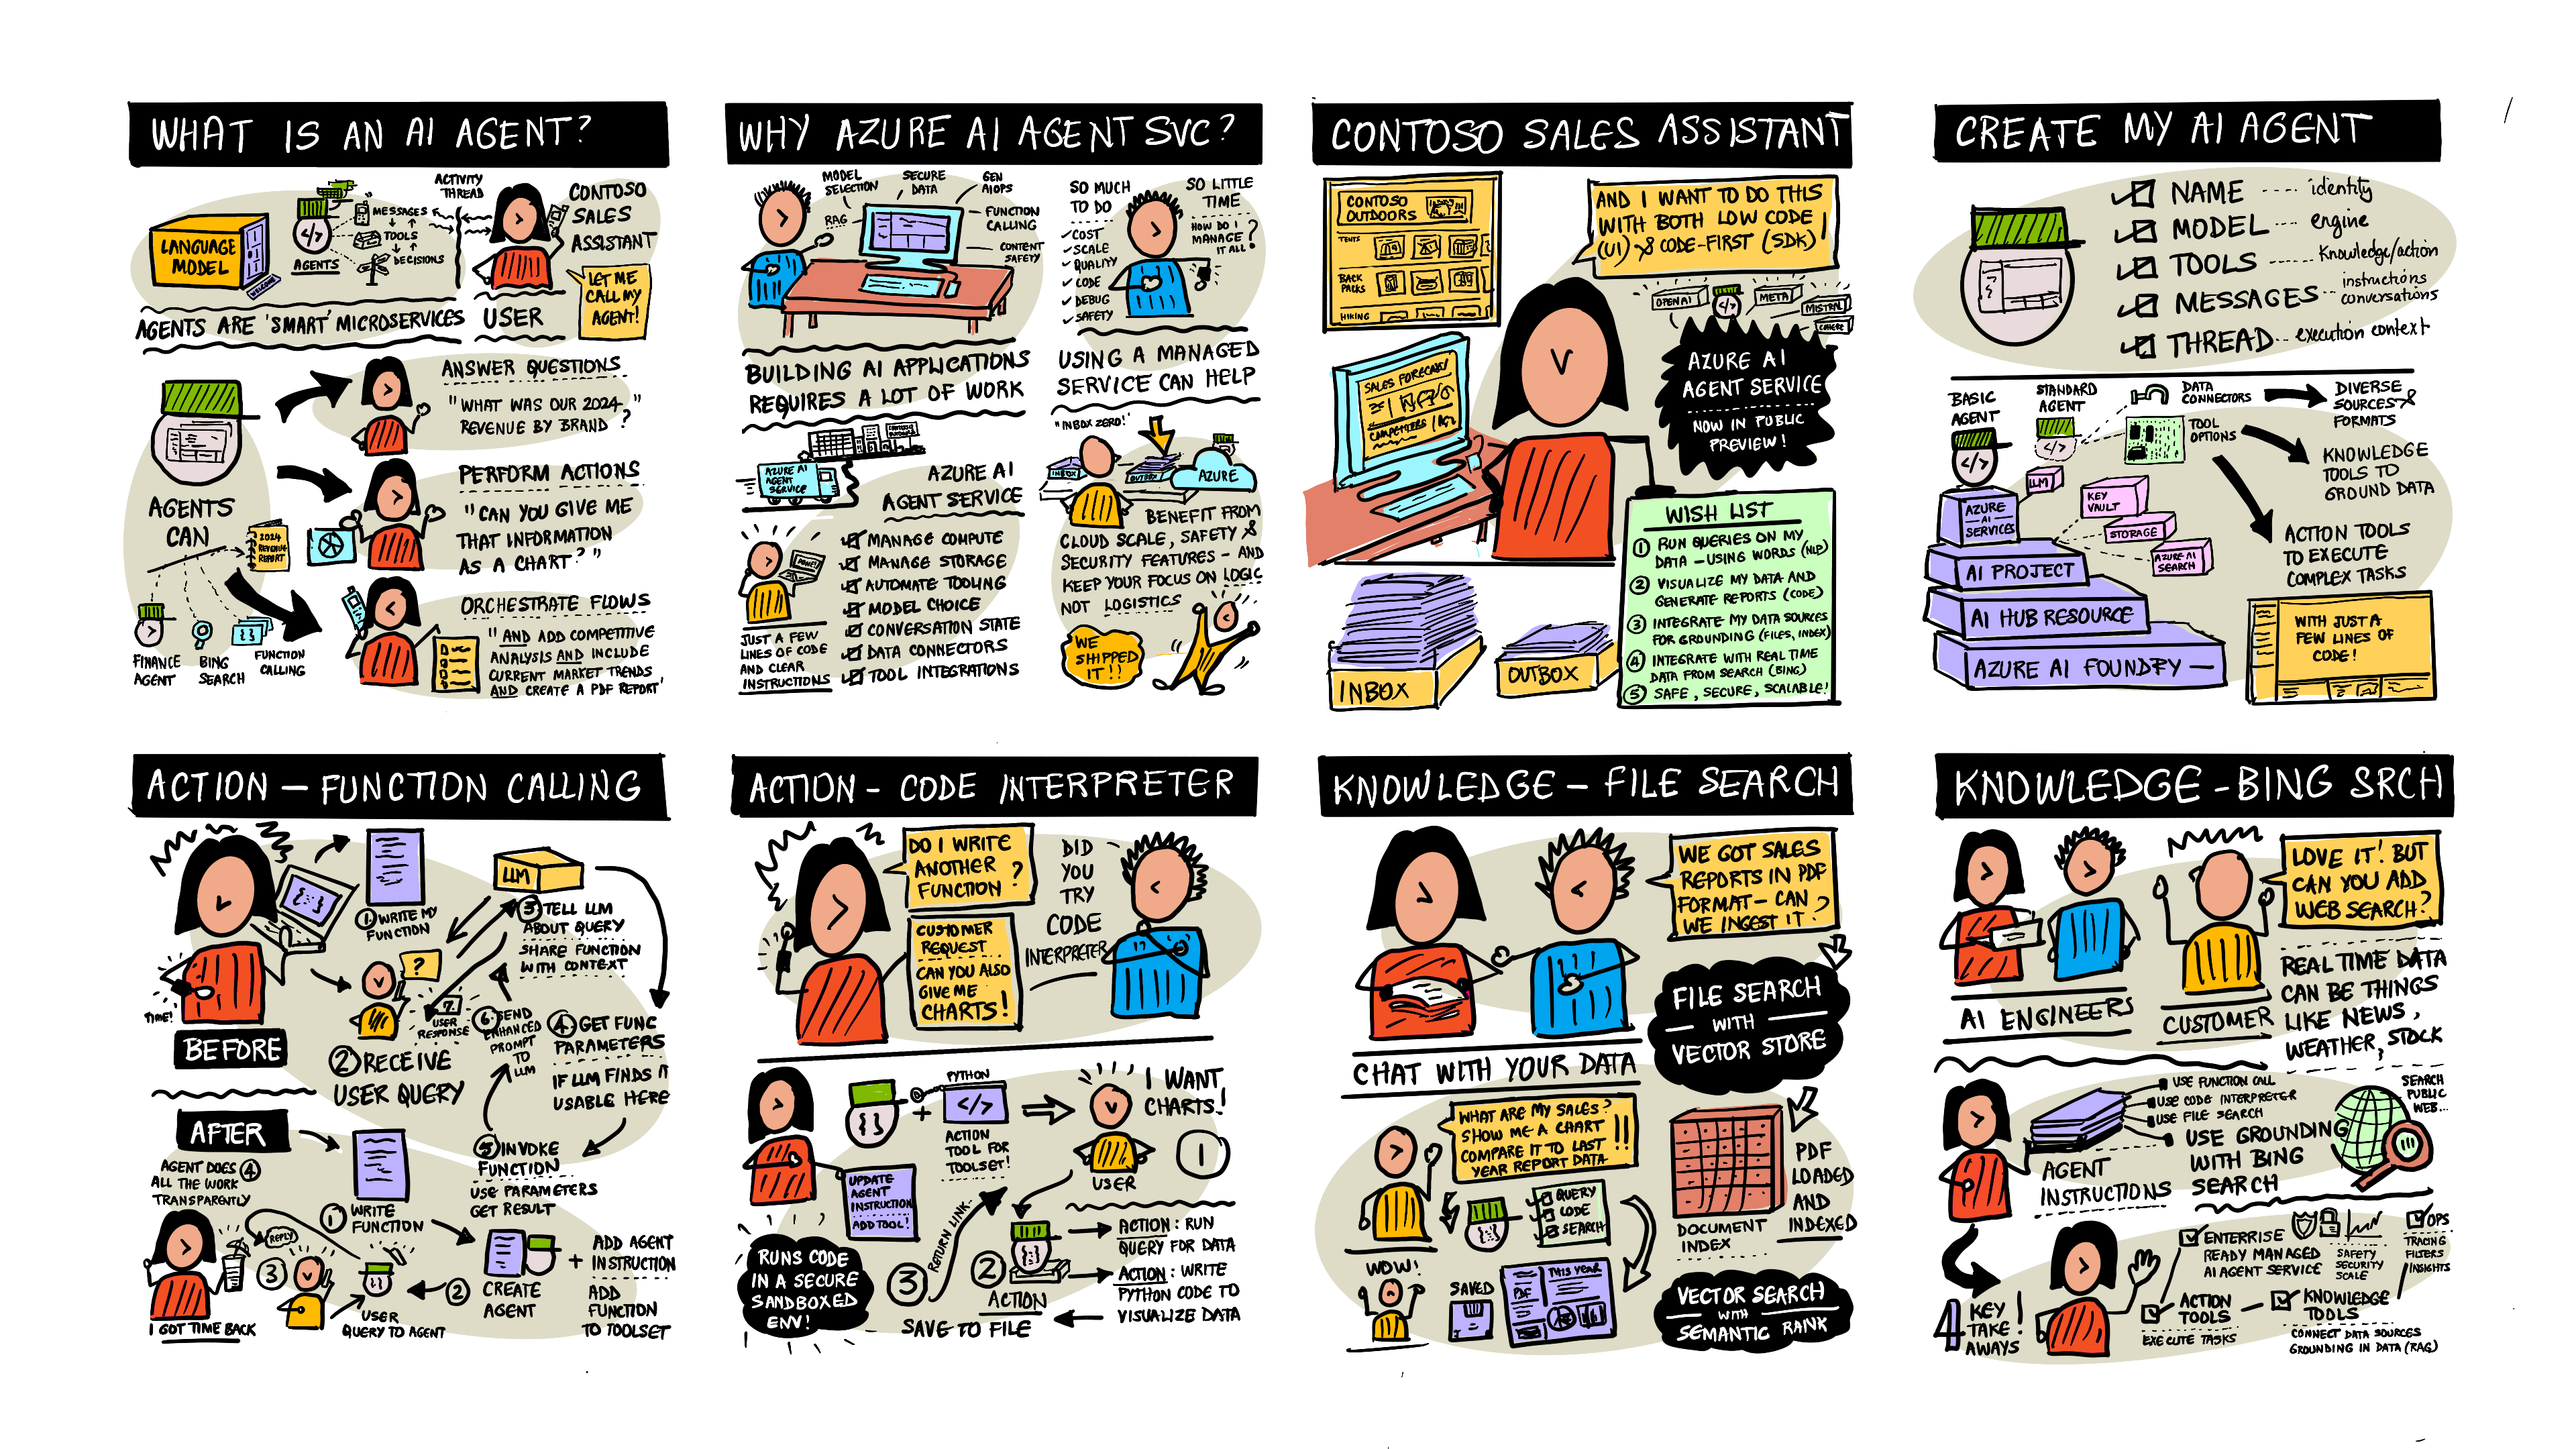 WHAT IS AN AI AGENT?
LANGUAGE
MODEL
WELCOME
AGENTS
MESSAGES
TOOLS
DECISIONS
ACTIVITY
THREAD
CONTOSO
SALES
ASSISTANT
LET ME
CALL MY
AGENT!
AGENTS ARE 'SMART' MICROSERVICES
USER
AGENTS
CAN
ANSWER QUESTIONS
"WHAT WAS OUR 2024
REVENUE BY BRAND?"
PERFORM ACTIONS
"CAN YOU GIVE ME
THAT INFORMATION
AS A CHART?"
2024
REVENUE
REPORT
ORCHESTRATE FLOWS
"AND ADD COMPETITIVE
ANALYSIS AND INCLUDE
CURRENT MARKET TRENDS
AND CREATE A PDF REPORT'
FINANCE
AGENT
BING
SEARCH
FUNCTION
CALLING
WHY AZURE AI AGENT SVC?
MODEL
SELECTION
SECURE
DATA
GEN
AIOPS
RAG
FUNCTION
CALLING
CONTENT
SAFETY
SO MUCH
TO DO
COST
SCALE
QUALITY
CODE
DEBUG
SAFETY
SO LITTLE
TIME
HOW DO I
MANAGE
IT ALL?
BUILDING AI APPLICATIONS
REQUIRES A LOT OF WORK
USING A MANAGED
SERVICE CAN HELP
AZURE AI
AGENT
SERVICE
AZURE AI
AGENT SERVICE
MANAGE COMPUTE
MANAGE STORAGE
AUTOMATE TOOLING
MODEL CHOICE
CONVERSATION STATE
DATA CONNECTORS
TOOL INTEGRATIONS
JUST A FEW
LINES OF CODE
AND CLEAR
INSTRUCTIONS
"INBOX ZERO!"
INBOX
OUTBOX
AZURE
BENEFIT FROM
CLOUD SCALE, SAFETY &
SECURITY FEATURES - AND
KEEP YOUR FOCUS ON LOGIC
NOT LOGISTICS
WE
SHIPPED
IT!!
CONTOSO SALES ASSISTANT
CONTOSO
OUTDOORS
TENTS
BACK
PACKS
HIKING
AND I WANT TO DO THIS
WITH BOTH LOW CODE
(UI) & CODE-FIRST (SDK)!
OPENAI
META
MISTRAL
COHERE
AZURE AI
AGENT SERVICE
NOW IN PUBLIC
PREVIEW!
SALES FORECAST
COMPETITORS
INBOX
OUTBOX
WISH LIST
1 RUN QUERIES ON MY
DATA - USING WORDS (NLP)
2 VISUALIZE MY DATA AND
GENERATE REPORTS (CODE)
3 INTEGRATE MY DATA SOURCES
FOR GROUNDING (FILES, INDEX)
4 INTEGRATE WITH REAL TIME
DATA FROM SEARCH (BING)
5 SAFE, SECURE, SCALABLE!
CREATE MY AI AGENT
NAME ---- identity
MODEL --- engine
TOOLS ---- Knowledge/action
MESSAGES -- instructions
conversations
THREAD -- execution context
BASIC
AGENT
STANDARD
AGENT
DATA
CONNECTORS
TOOL
OPTIONS
DIVERSE
SOURCES &
FORMATS
KNOWLEDGE
TOOLS TO
GROUND DATA
ACTION TOOLS
TO EXECUTE
COMPLEX TASKS
LLM
KEY
VAULT
STORAGE
AZURE AI
SEARCH
AZURE
AI
SERVICES
AI PROJECT
AI HUB RESOURCE
AZURE AI FOUNDRY
WITH JUST A
FEW LINES OF
CODE!
ACTION - FUNCTION CALLING
TIME!
BEFORE
1. WRITE MY
FUNCTION
2 RECEIVE
USER QUERY
?
LLM
3. TELL LLM
ABOUT QUERY
SHARE FUNCTION
WITH CONTEXT
4. GET FUNC
PARAMETERS
IF LLM FINDS IT
USABLE HERE
5 INVOKE
FUNCTION
USE PARAMETERS
GET RESULT
6. SEND
ENHANCED
PROMPT
TO
LLM
7.
USER
RESPONSE
AFTER
AGENT DOES 4
ALL THE WORK
TRANSPARENTLY
I GOT TIME BACK
1 WRITE
FUNCTION
2 CREATE
AGENT
+ ADD AGENT
INSTRUCTION
ADD
FUNCTION
TO TOOLSET
USER
QUERY TO AGENT
3
REPLY
ACTION - CODE INTERPRETER
DO I WRITE
ANOTHER
FUNCTION?
CUSTOMER
REQUEST
CAN YOU ALSO
GIVE ME
CHARTS!
DID
YOU
TRY
CODE
INTERPRETER
UPDATE
AGENT
INSTRUCTION
ADD TOOL!
PYTHON
</>
ACTION
TOOL FOR
TOOLSET!
I WANT
CHARTS!
USER
1
RUNS CODE
IN A SECURE
SANDBOXED
ENV!
2
ACTION
ACTION: RUN
QUERY FOR DATA
ACTION: WRITE
PYTHON CODE TO
VISUALIZE DATA
3
RETURN LINK
SAVE TO FILE
KNOWLEDGE - FILE SEARCH
WE GOT SALES
REPORTS IN PDF
FORMAT - CAN
WE INGEST IT?
FILE SEARCH
WITH
VECTOR STORE
CHAT WITH YOUR DATA
WHAT ARE MY SALES?
SHOW ME A CHART
COMPARE IT TO LAST
YEAR REPORT DATA !!
QUERY
CODE
SEARCH
DOCUMENT
INDEX
PDF
LOADED
AND
INDEXED
WOW!
SAVED
PDF
THIS YEAR
VECTOR SEARCH
WITH
SEMANTIC RANK
KNOWLEDGE - BING SRCH
AI ENGINEERS
CUSTOMER
LOVE IT! BUT
CAN YOU ADD
WEB SEARCH?
REAL TIME DATA
CAN BE THINGS
LIKE NEWS,
WEATHER, STOCK
AGENT
INSTRUCTIONS
USE FUNCTION CALL
USE CODE INTERPRETER
USE FILE SEARCH
USE GROUNDING
WITH BING
SEARCH
SEARCH
PUBLIC
WEB...
4 KEY
TAKE
AWAYS!
ENTERRISE
READY MANAGED
AI AGENT SERVICE
SAFETY
SECURITY
SCALE
OPS
TRACING
FILTERS
INSIGHTS
ACTION
TOOLS
EXECUTE TASKS
KNOWLEDGE
TOOLS
CONNECT DATA SOURCES
GROUNDING IN DATA (RAG)